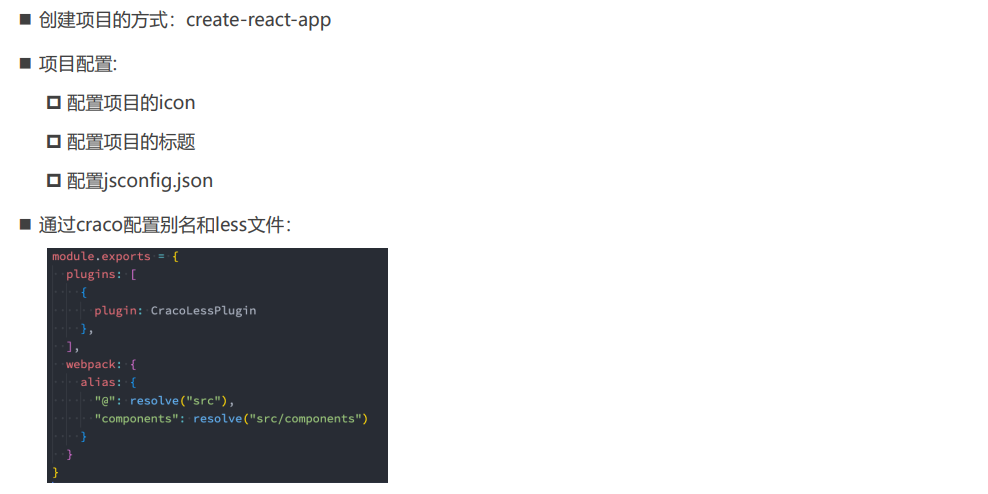 ■ 创建项目的方式：create-react-app
■ 项目配置:
配置项目的icon
配置项目的标题
配置jsconfig.json
■ 通过craco配置别名和less文件：
module.exports = {
  plugins: [
    {
      plugin: CracoLessPlugin
    },
  ],
  webpack: {
    alias: {
      "@": resolve("src"),
      "components": resolve("src/components")
    }
  }
}